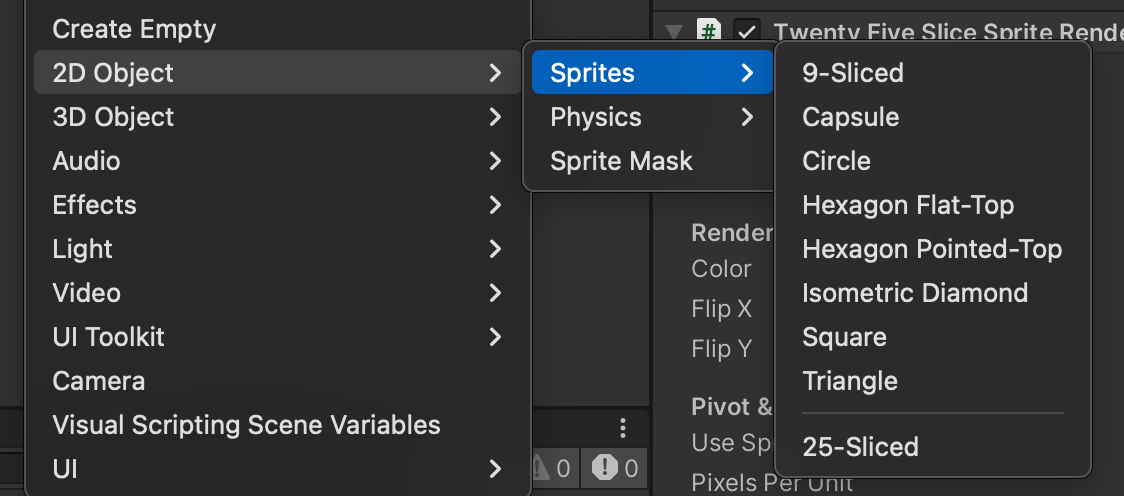 Create Empty
2D Object
3D Object
Audio
Effects
Light
Video
UI Toolkit
Camera
Visual Scripting Scene Variables
UI
Sprites
Physics
Sprite Mask
9-Sliced
Capsule
Circle
Hexagon Flat-Top
Hexagon Pointed-Top
Isometric Diamond
Square
Triangle
25-Sliced
# Twenty Five Slice Sprite Rende
Render
Color
Flip X
Flip Y
Pivot &
Use Sp
Pixels Per Unit
0
0